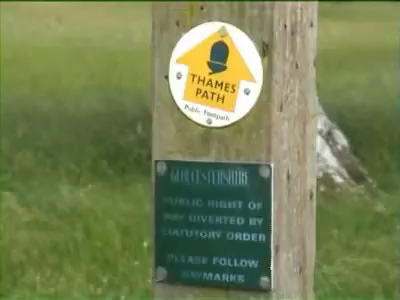 THAMES
PATH
Public Footpath
GLOUCESTERSHIRE
PUBLIC RIGHT OF
WAY DIVERTED BY
STATUTORY ORDER
PLEASE FOLLOW
WAYMARKS